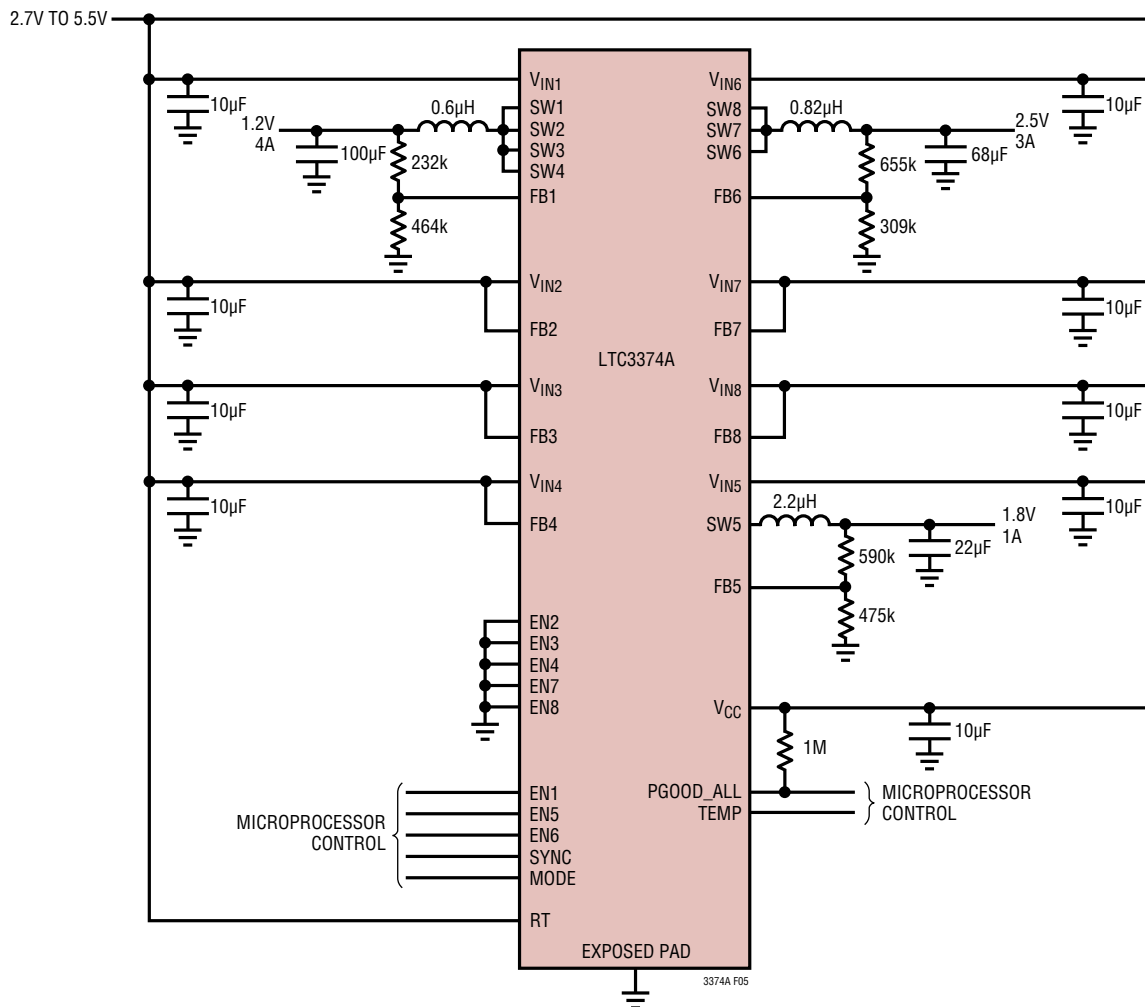 2.7V TO 5.5V
VIN1
VIN6
10µF
10µF
SW1
SW2
SW3
SW4
SW8
SW7
SW6
0.6µH
0.82µH
1.2V
4A
100µF
232k
2.5V
3A
68µF
655k
FB1
FB6
464k
309k
VIN2
VIN7
10µF
10µF
FB2
FB7
LTC3374A
VIN3
VIN8
10µF
10µF
FB3
FB8
VIN4
VIN5
10µF
10µF
FB4
SW5
2.2µH
1.8V
1A
22µF
590k
FB5
475k
EN2
EN3
EN4
EN7
EN8
VCC
10µF
1M
EN1
EN5
EN6
SYNC
MODE
MICROPROCESSOR
CONTROL
PGOOD_ALL
TEMP
MICROPROCESSOR
CONTROL
RT
EXPOSED PAD
3374A F05